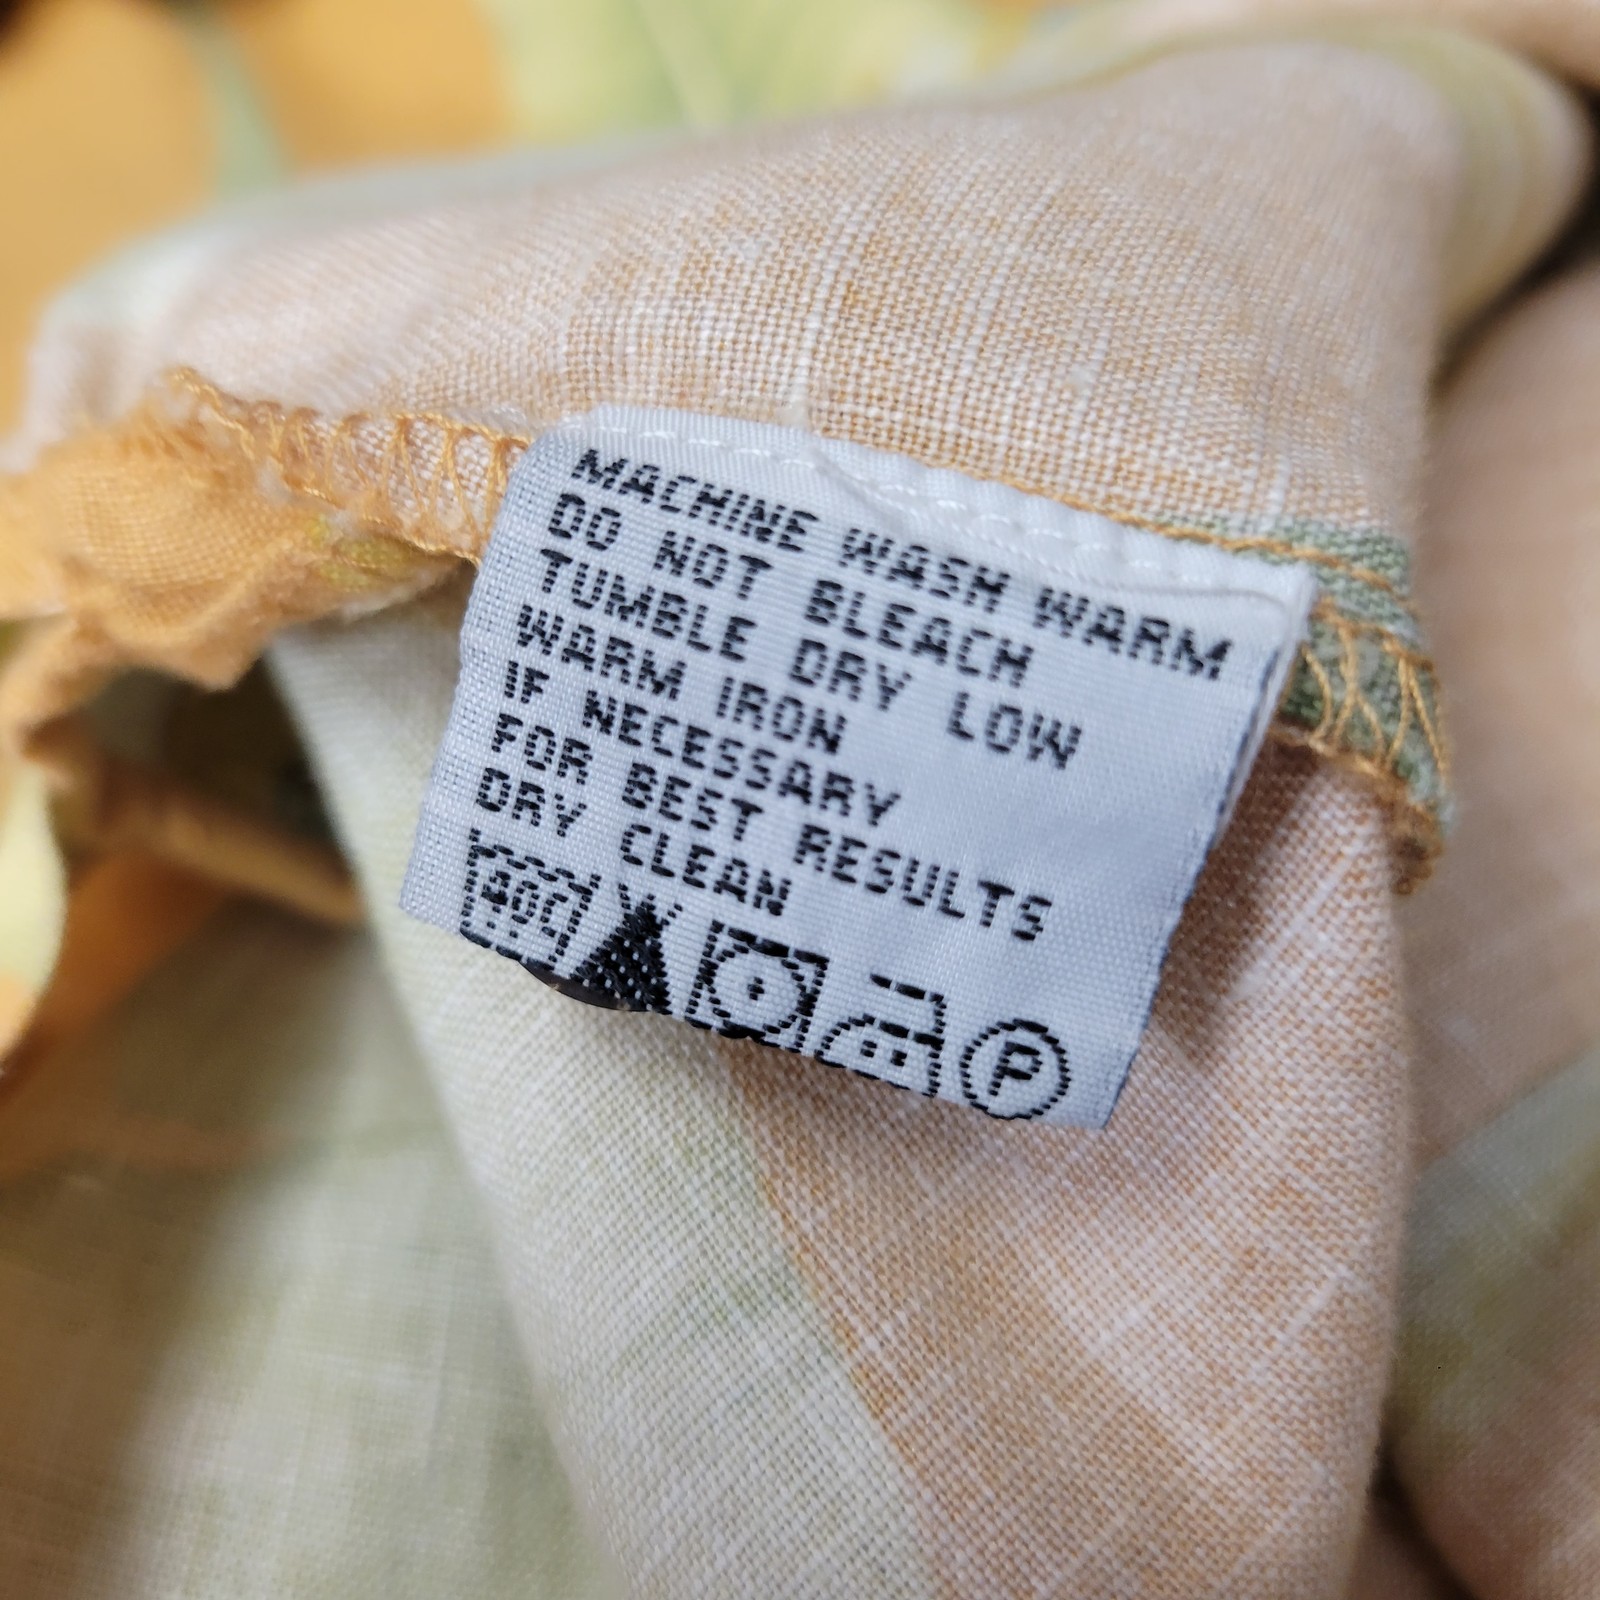 MACHINE WASH WARM
DO NOT BLEACH
TUMBLE DRY LOW
WARM IRON
IF NECESSARY
FOR BEST RESULTS
DRY CLEAN
40C
P